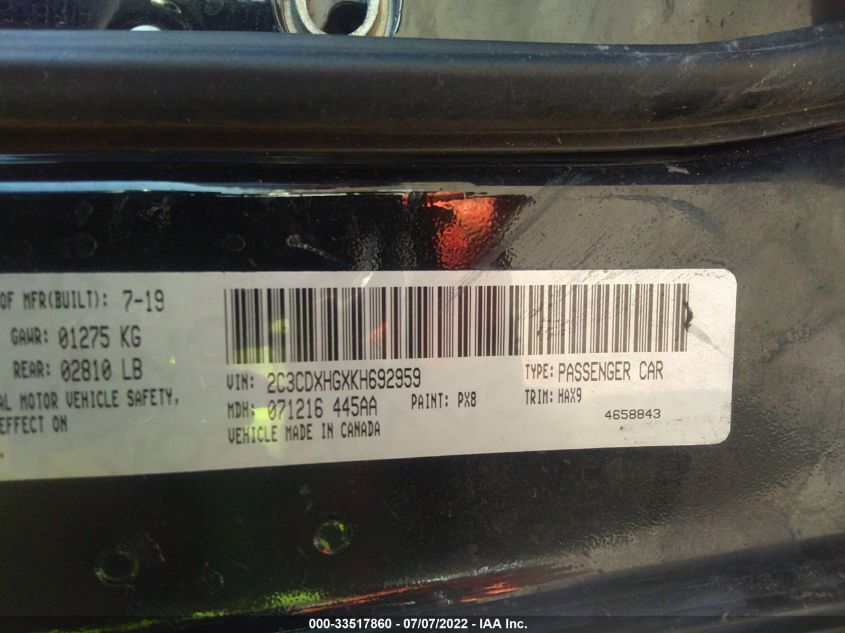 OF MFR(BUILT): 7-19
GAWR: 01275 KG
REAR: 02810 LB
AL MOTOR VEHICLE SAFETY,
EFFECT ON
VIN: 2C3CDXHGXKH692959
TYPE: PASSENGER CAR
MDH: 071216 445AA
PAINT: PX8
TRIM: HAX9
VEHICLE MADE IN CANADA
4658843
000-33517860 - 07/07/2022 - IAA Inc.